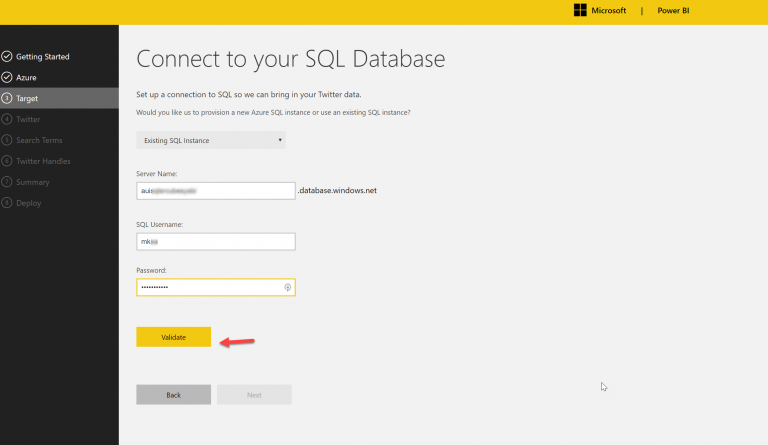 Microsoft | Power BI
Getting Started
Azure
3 Target
4 Twitter
5 Search Terms
6 Twitter Handles
7 Summary
8 Deploy
Connect to your SQL Database
Set up a connection to SQL so we can bring in your Twitter data.
Would you like us to provision a new Azure SQL instance or use an existing SQL instance?
Existing SQL Instance
Server Name:
auis
.database.windows.net
SQL Username:
mk
Password:
•••••••••••
Validate
Back
Next